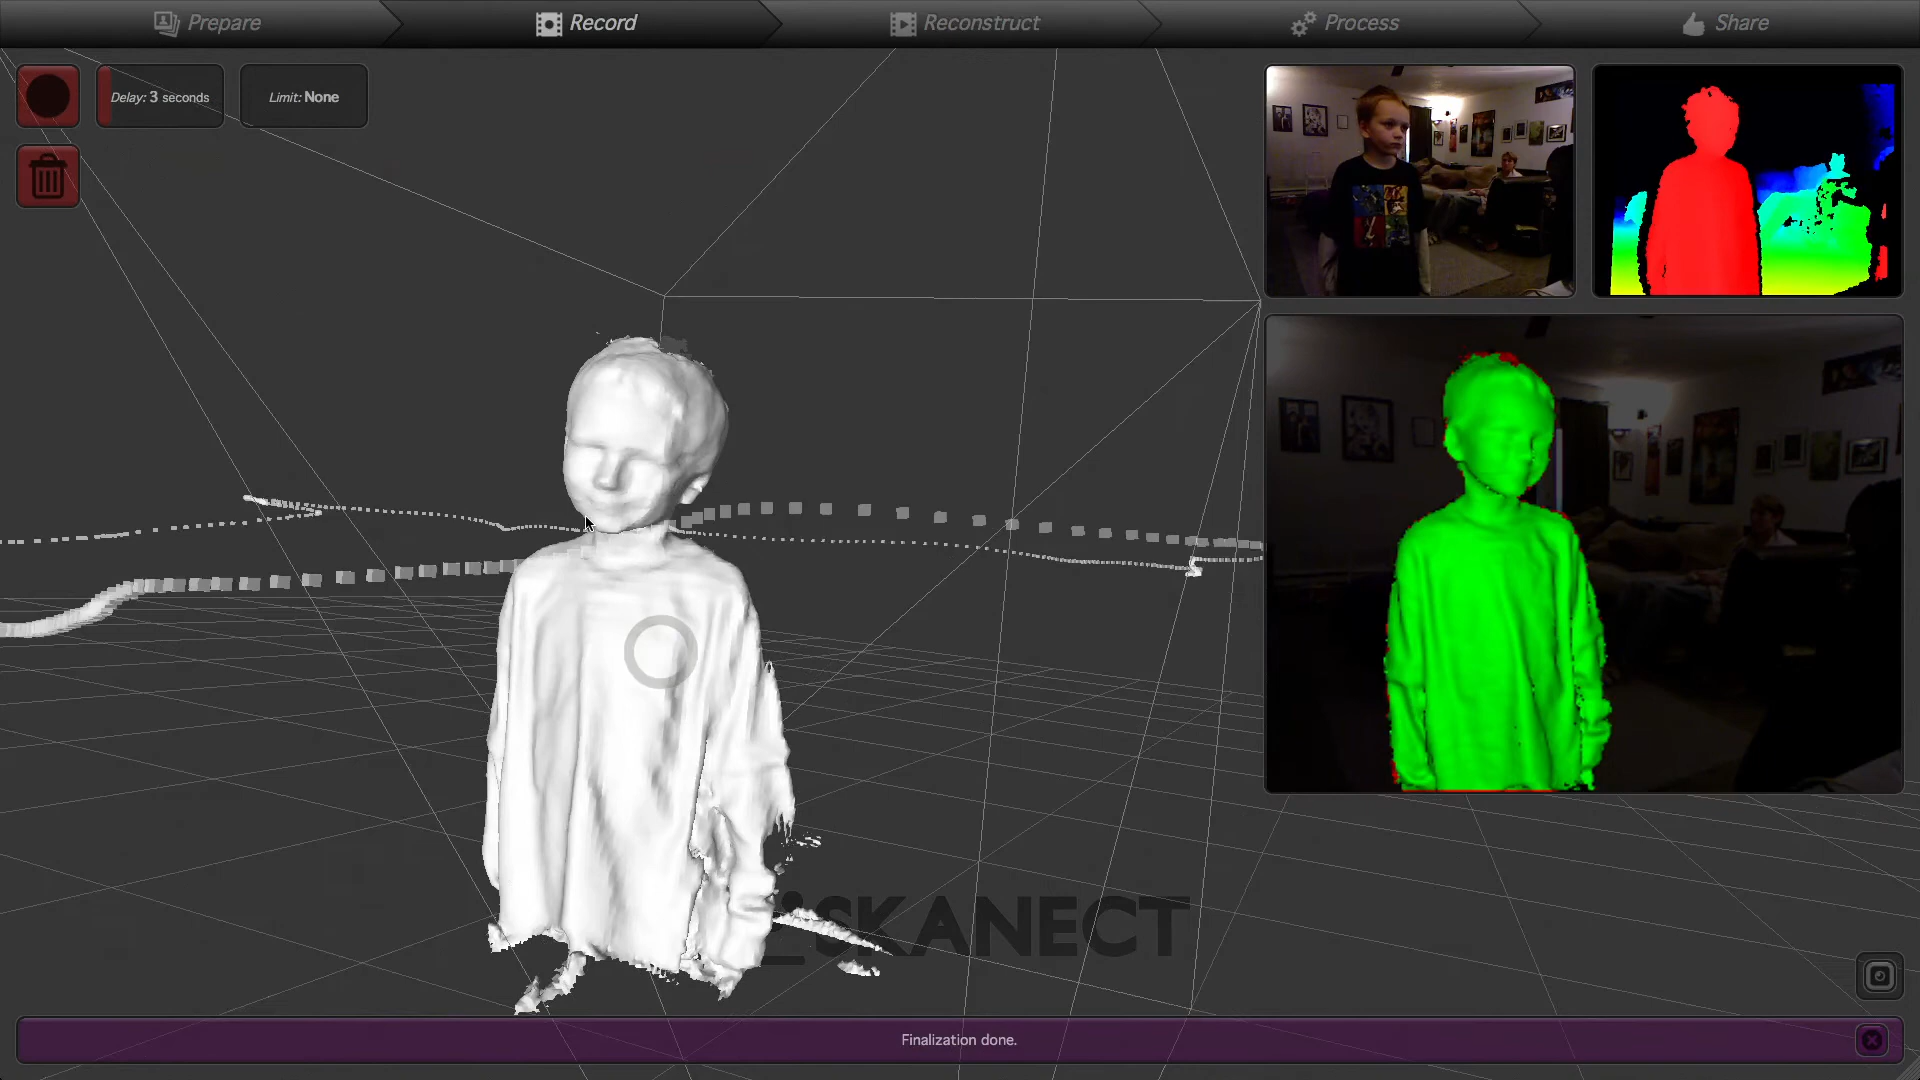 Prepare
Record
Reconstruct
Process
Share
Delay: 3 seconds
Limit: None
SKANECT
Finalization done.